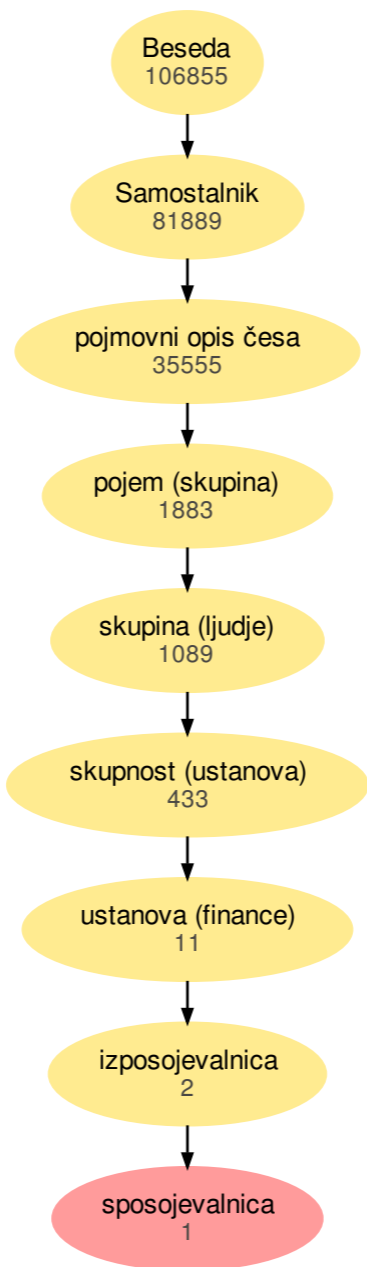 Beseda
106855
Samostalnik
81889
pojmovni opis česa
35555
pojem (skupina)
1883
skupina (ljudje)
1089
skupnost (ustanova)
433
ustanova (finance)
11
izposojevalnica
2
sposojevalnica
1